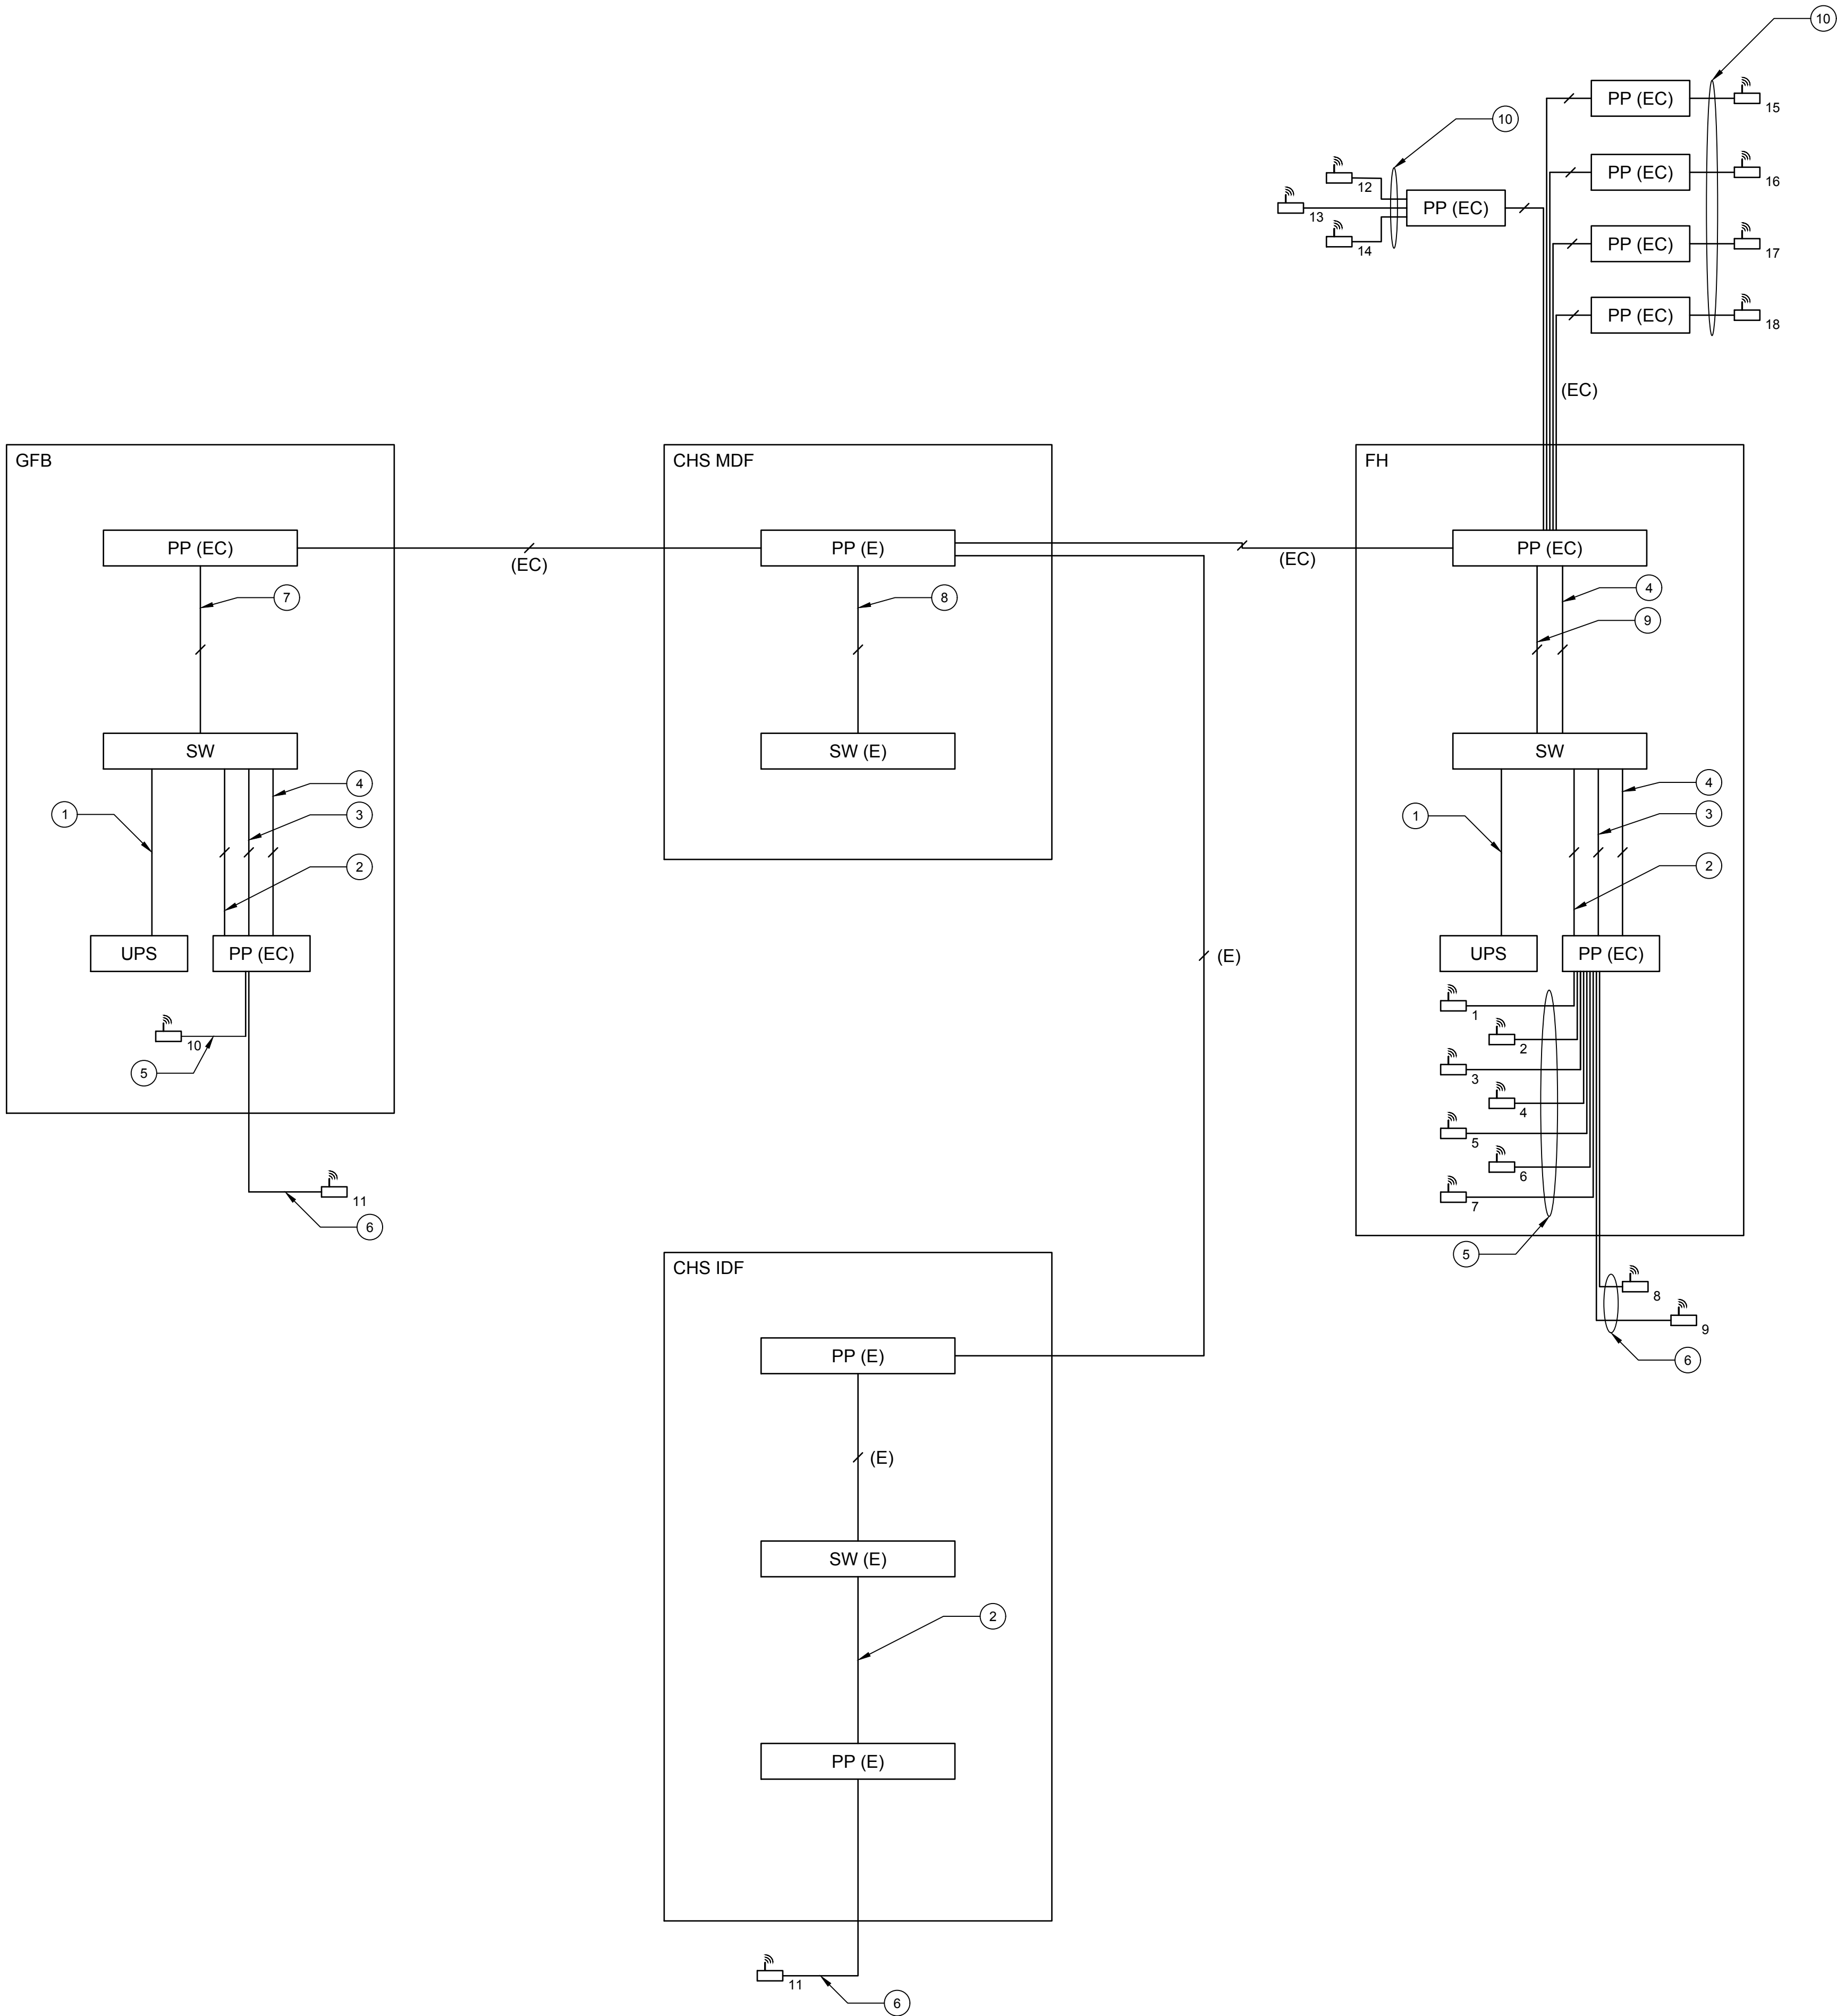 10
PP (EC)
15
10
PP (EC)
16
12
PP (EC)
13
14
PP (EC)
17
PP (EC)
18
(EC)
GFB
PP (EC)
7
SW
4
1
3
2
UPS
PP (EC)
10
5
11
6
(EC)
CHS MDF
PP (E)
8
SW (E)
(EC)
(E)
FH
PP (EC)
4
9
SW
4
1
3
2
UPS
PP (EC)
1
2
3
4
5
6
7
5
8
9
6
CHS IDF
PP (E)
(E)
SW (E)
2
PP (E)
11
6